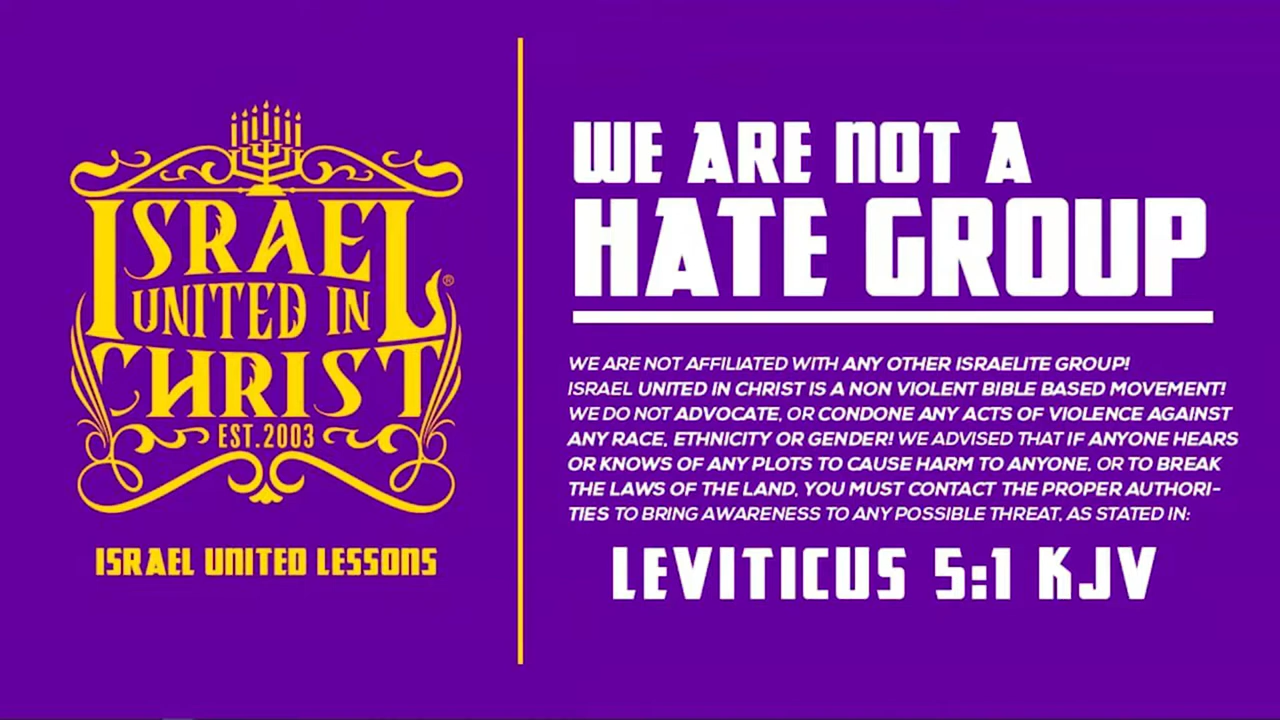 ISRAEL
UNITED IN
CHRIST
®
EST. 2003
ISRAEL UNITED LESSONS
WE ARE NOT A
HATE GROUP
WE ARE NOT AFFILIATED WITH ANY OTHER ISRAELITE GROUP!
ISRAEL UNITED IN CHRIST IS A NON VIOLENT BIBLE BASED MOVEMENT!
WE DO NOT ADVOCATE, OR CONDONE ANY ACTS OF VIOLENCE AGAINST
ANY RACE, ETHNICITY OR GENDER! WE ADVISED THAT IF ANYONE HEARS
OR KNOWS OF ANY PLOTS TO CAUSE HARM TO ANYONE, OR TO BREAK
THE LAWS OF THE LAND, YOU MUST CONTACT THE PROPER AUTHORI-
TIES TO BRING AWARENESS TO ANY POSSIBLE THREAT, AS STATED IN:
LEVITICUS 5:1 KJV